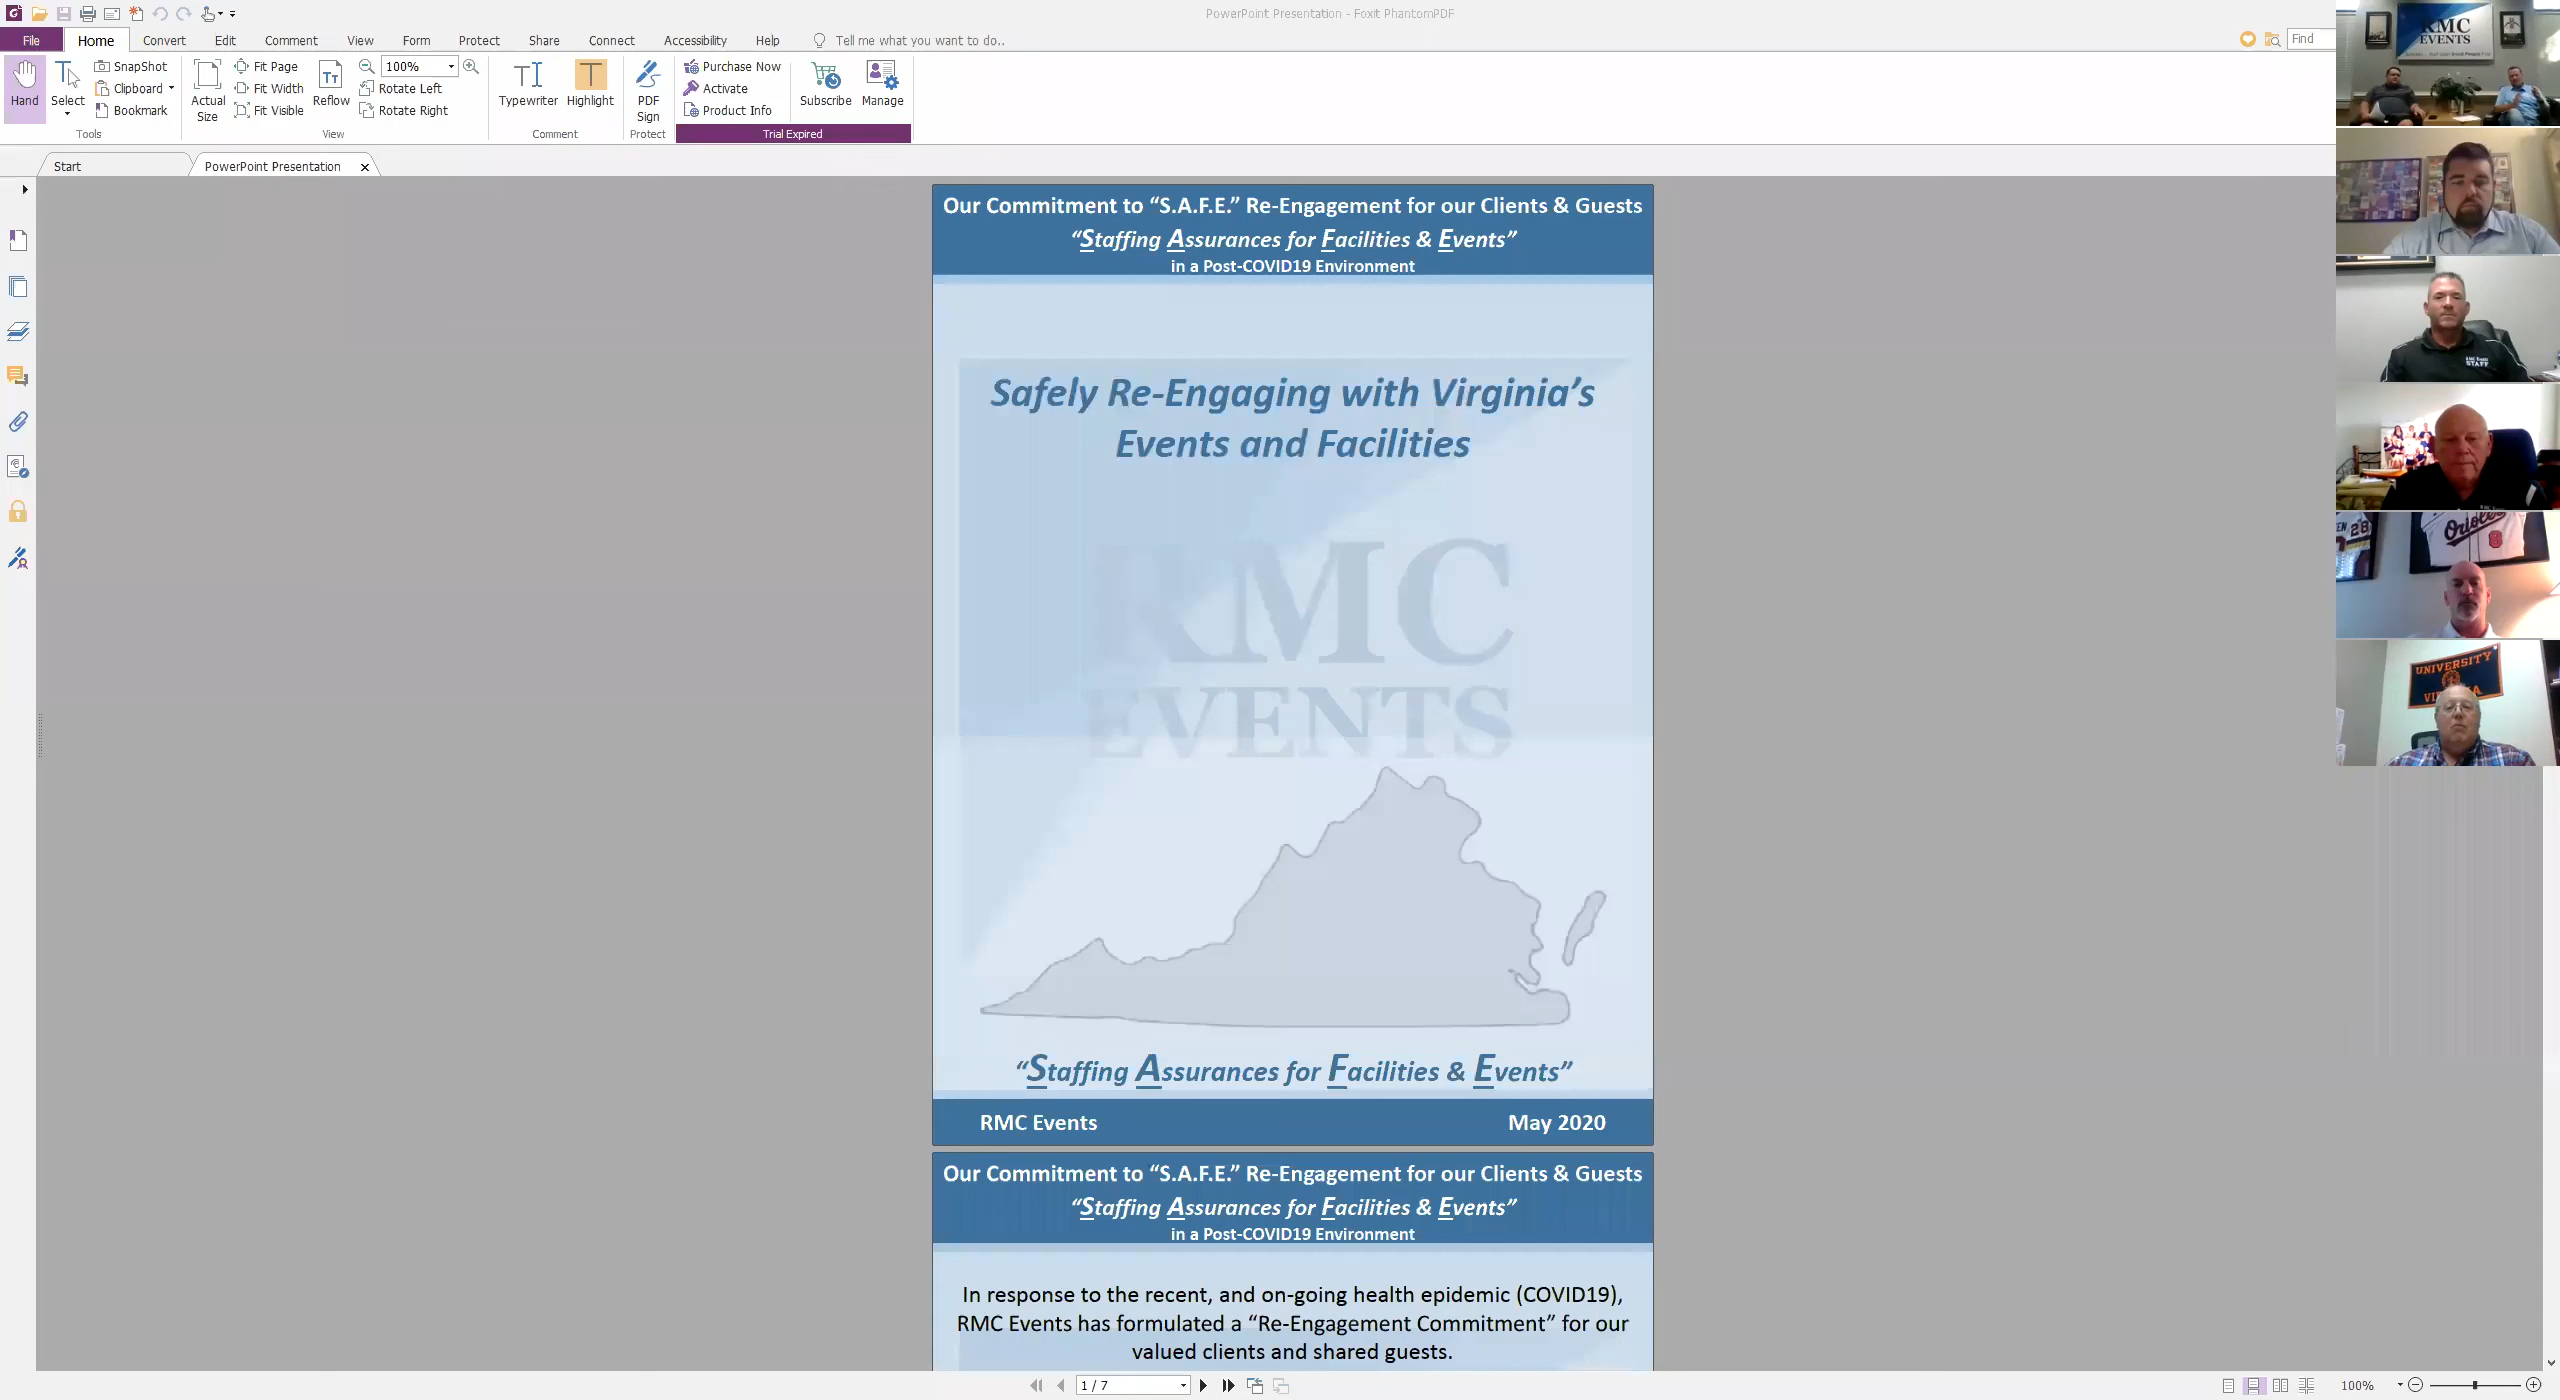 PowerPoint Presentation - Foxit PhantomPDF
File Home Convert Edit Comment View Form Protect Share Connect Accessibility Help Tell me what you want to do.. Find
Hand
Select
SnapShot
Clipboard
Bookmark
Tools
Actual Size
Fit Page
Fit Width
Fit Visible
Reflow
100%
Rotate Left
Rotate Right
View
Typewriter
Highlight
Comment
PDF Sign
Protect
Purchase Now
Activate
Product Info
Subscribe
Manage
Trial Expired
Start
PowerPoint Presentation
Our Commitment to “S.A.F.E.” Re-Engagement for our Clients & Guests
“Staffing Assurances for Facilities & Events”
in a Post-COVID19 Environment
Safely Re-Engaging with Virginia’s
Events and Facilities
RMC
EVENTS
“Staffing Assurances for Facilities & Events”
RMC Events May 2020
Our Commitment to “S.A.F.E.” Re-Engagement for our Clients & Guests
“Staffing Assurances for Facilities & Events”
in a Post-COVID19 Environment
In response to the recent, and on-going health epidemic (COVID19),
RMC Events has formulated a “Re-Engagement Commitment” for our
valued clients and shared guests.
1 / 7
100%
RMC
EVENTS
STAFF
28
Orioles
8
UNIVERSITY